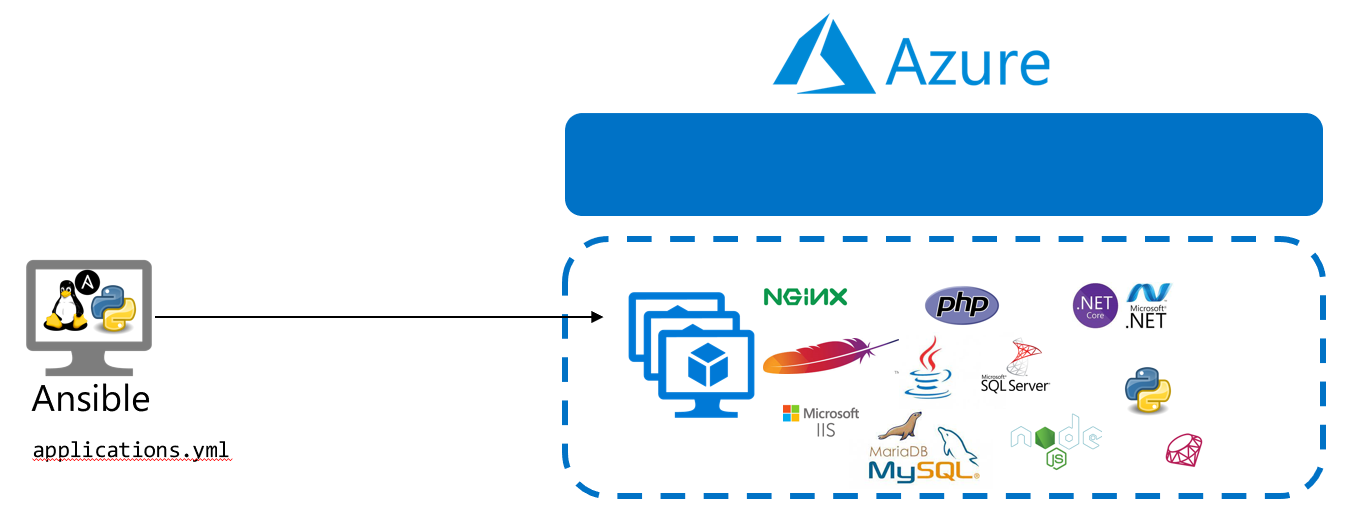 Azure
NGiNX
php
.NET
Core
Microsoft®
.NET
Microsoft®
SQL Server®
Microsoft
IIS
MariaDB
MySQL®
node
JS
Ansible
applications.yml